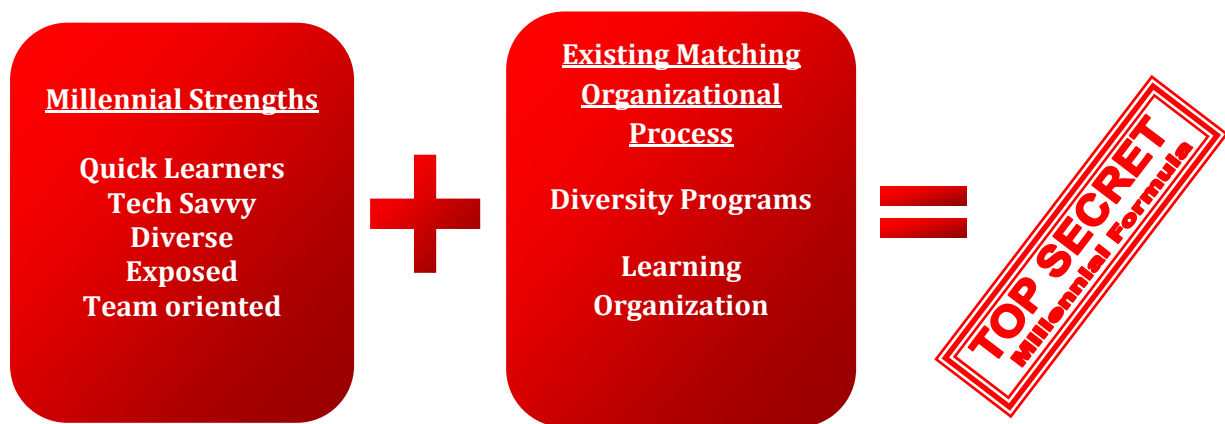 Millennial Strengths
Quick Learners
Tech Savvy
Diverse
Exposed
Team oriented
Existing Matching
Organizational
Process
Diversity Programs
Learning
Organization
TOP SECRET
Millennial Formula